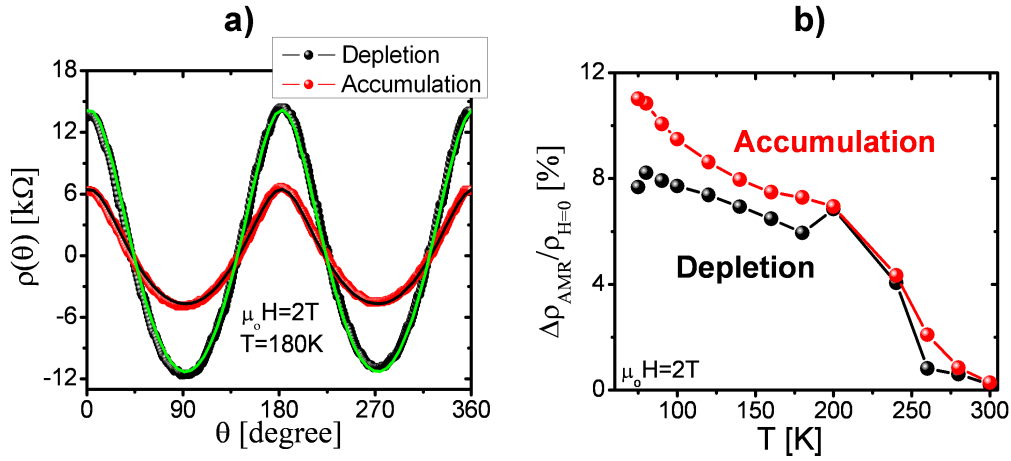 a)
Depletion
Accumulation
18
12
6
0
-6
-12
ρ(θ) [kΩ]
μoH=2T
T=180K
0 90 180 270 360
θ [degree]
b)
12
8
4
0
ΔρAMR/ρH=0 [%]
Accumulation
Depletion
μoH=2T
100 150 200 250 300
T [K]